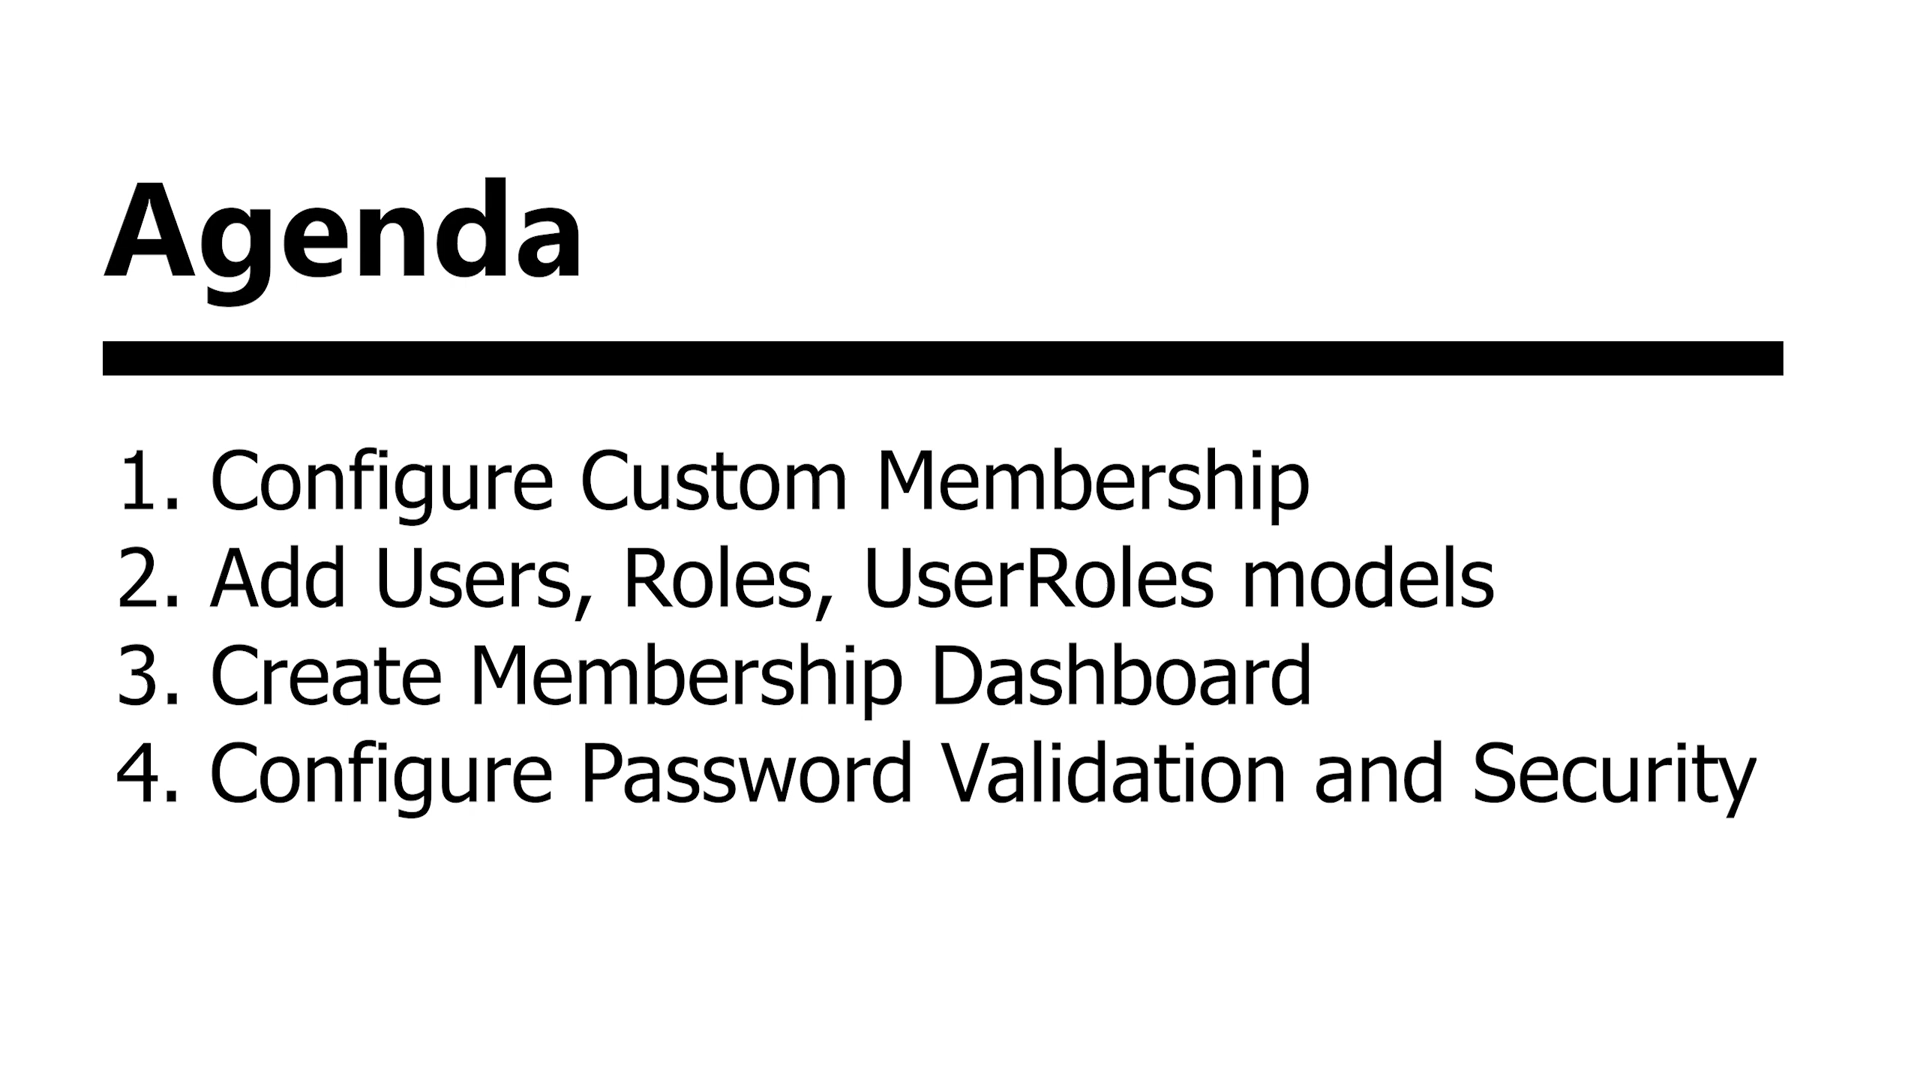 Agenda
1. Configure Custom Membership
2. Add Users, Roles, UserRoles models
3. Create Membership Dashboard
4. Configure Password Validation and Security